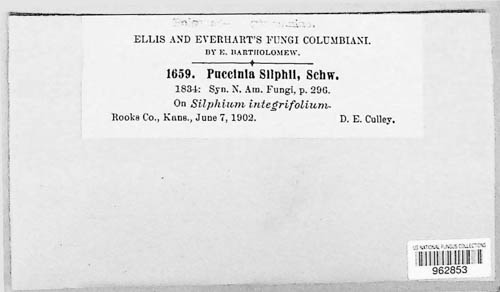 ELLIS AND EVERHART'S FUNGI COLUMBIANI.
BY E. BARTHOLOMEW.
1659. Puccinia Silphii, Schw.
1834: Syn. N. Am. Fungi, p. 296.
On Silphium integrifolium.
Rooks Co., Kans., June 7, 1902. D. E. Culley.
US NATIONAL FUNGUS COLLECTIONS
962853